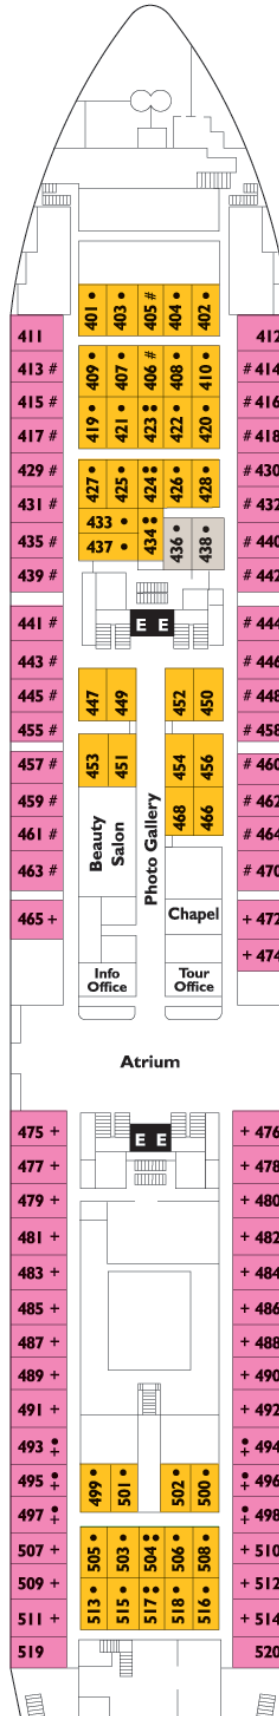 401 • 403 • 405 # 404 • 402 •
411 412
409 • 407 • 406 # 408 • 410 •
413 # # 414
415 # # 416
419 • 421 • 423 •• 422 • 420 •
417 # # 418
429 # # 430
427 • 425 • 424 •• 426 • 428 •
431 # # 432
433 • 434 •• 436 • 438 •
435 # # 440
437 •
439 # # 442
441 # E E # 444
443 # # 446
445 # 447 449 452 450 # 448
455 # # 458
457 # 453 451 454 456 # 460
459 # # 462
461 # 468 466 # 464
Beauty Salon
Photo Gallery
463 # # 470
465 + Chapel + 472
+ 474
Info Office
Tour Office
Atrium
475 + E E + 476
477 + + 478
479 + + 480
481 + + 482
483 + + 484
485 + + 486
487 + + 488
489 + + 490
491 + + 492
493 •+ •+ 494
495 •+ 499 • 501 • 502 • 500 • •+ 496
497 •+ •+ 498
507 + 505 • 503 • 504 •• 506 • 508 • + 510
509 + + 512
511 + 513 • 515 • 517 •• 518 • 516 • + 514
519 520